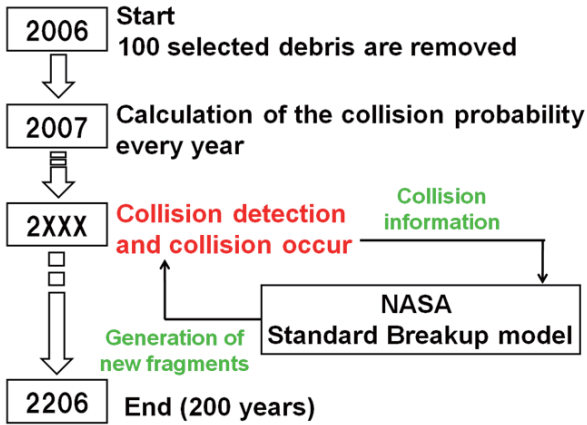 2006
Start
100 selected debris are removed
2007
Calculation of the collision probability
every year
2XXX
Collision detection
and collision occur
Collision
information
NASA
Standard Breakup model
Generation of
new fragments
2206
End (200 years)